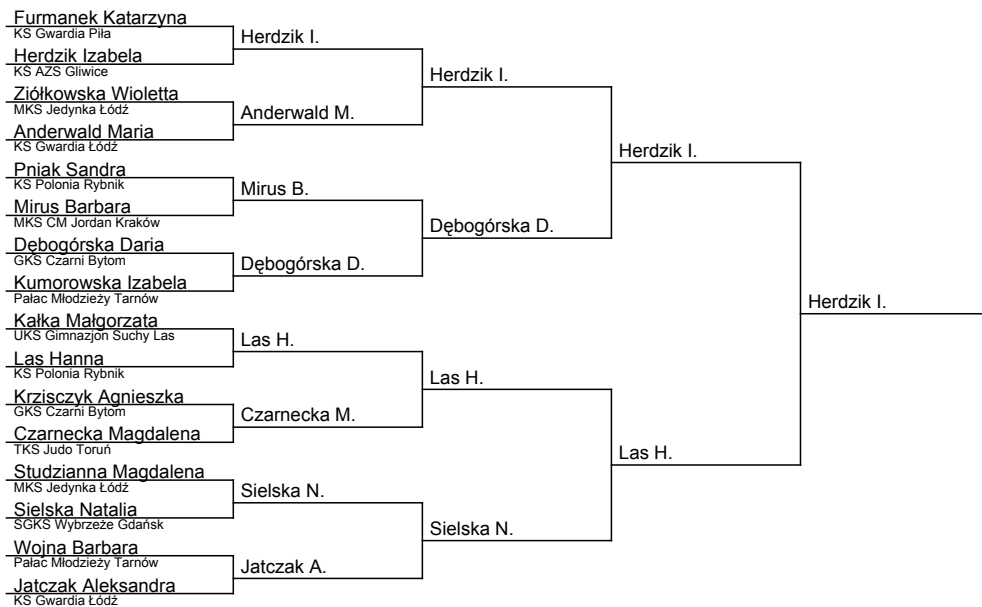 Furmanek Katarzyna
KS Gwardia Piła
Herdzik Izabela
KS AZS Gliwice
Ziółkowska Wioletta
MKS Jedynka Łódź
Anderwald Maria
KS Gwardia Łódź
Pniak Sandra
KS Polonia Rybnik
Mirus Barbara
MKS CM Jordan Kraków
Dębogórska Daria
GKS Czarni Bytom
Kumorowska Izabela
Pałac Młodzieży Tarnów
Kałka Małgorzata
UKS Gimnazjon Suchy Las
Las Hanna
KS Polonia Rybnik
Krzisczyk Agnieszka
GKS Czarni Bytom
Czarnecka Magdalena
TKS Judo Toruń
Studzianna Magdalena
MKS Jedynka Łódź
Sielska Natalia
SGKS Wybrzeże Gdańsk
Wojna Barbara
Pałac Młodzieży Tarnów
Jatczak Aleksandra
KS Gwardia Łódź
Herdzik I.
Anderwald M.
Mirus B.
Dębogórska D.
Las H.
Czarnecka M.
Sielska N.
Jatczak A.
Herdzik I.
Dębogórska D.
Las H.
Sielska N.
Herdzik I.
Las H.
Herdzik I.